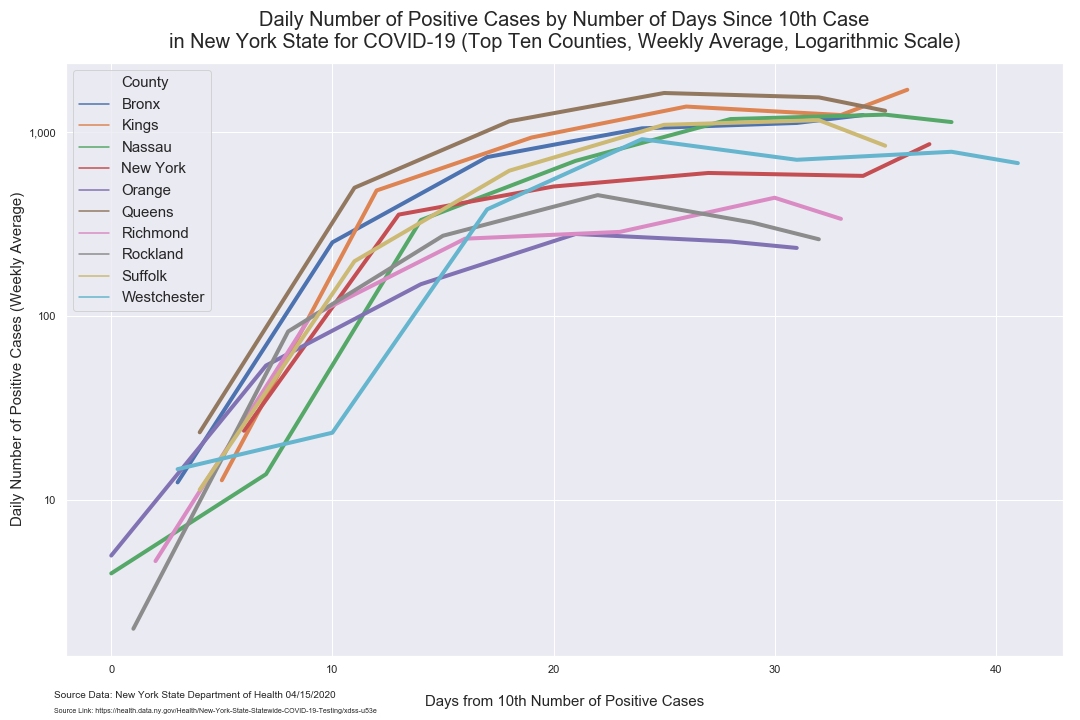 Daily Number of Positive Cases by Number of Days Since 10th Case
in New York State for COVID-19 (Top Ten Counties, Weekly Average, Logarithmic Scale)
County
Bronx
Kings
Nassau
New York
Orange
Queens
Richmond
Rockland
Suffolk
Westchester
Daily Number of Positive Cases (Weekly Average)
1,000
100
10
0 10 20 30 40
Days from 10th Number of Positive Cases
Source Data: New York State Department of Health 04/15/2020
Source Link: https://health.data.ny.gov/Health/New-York-State-Statewide-COVID-19-Testing/xdss-u53e